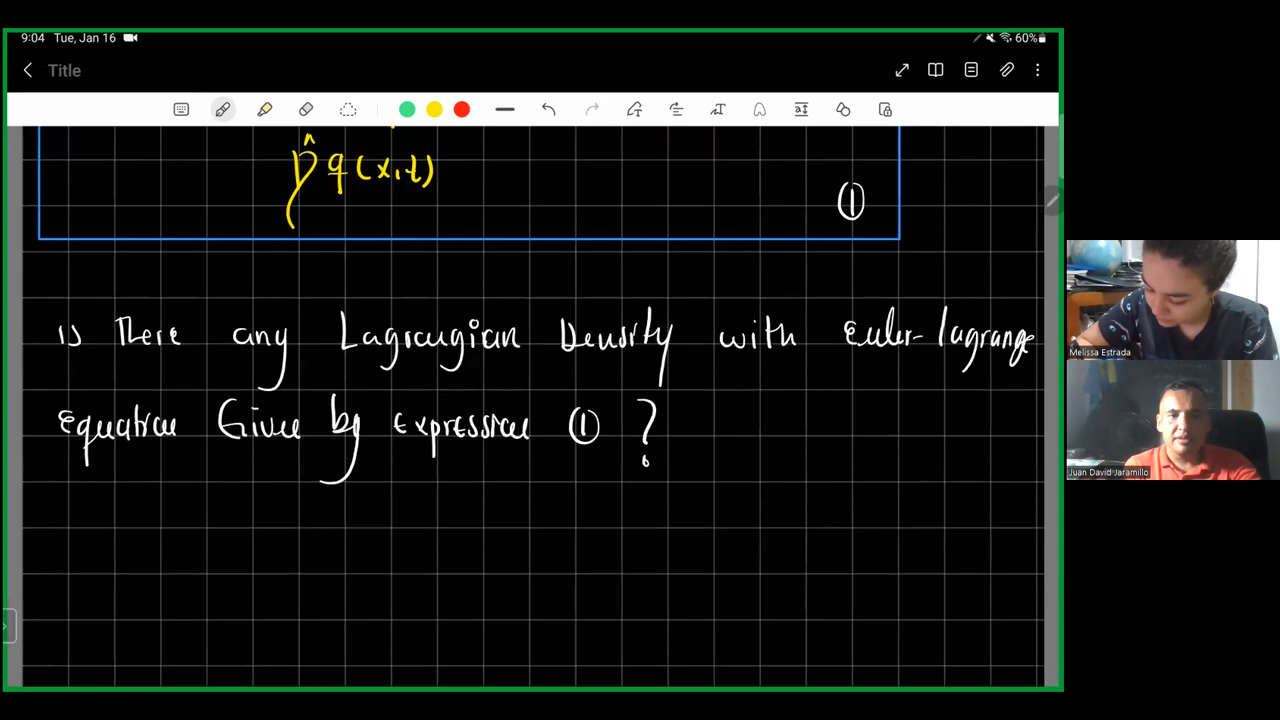 9:04 Tue, Jan 16
60%
Title
p̂ q(x,t)
①
Is There any Lagrangian Density with Euler-lagrange
Equation Given by Expression ① ?
Melissa Estrada
Juan David Jaramillo